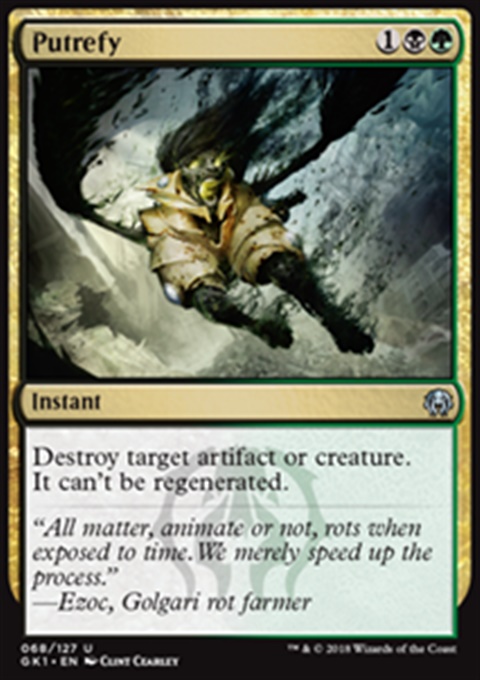 Putrefy 1
Instant
Destroy target artifact or creature.
It can't be regenerated.
"All matter, animate or not, rots when
exposed to time. We merely speed up the
process."
—Ezoc, Golgari rot farmer
068/127 U
GK1 • EN Clint Cearley
™ & © 2018 Wizards of the Coast